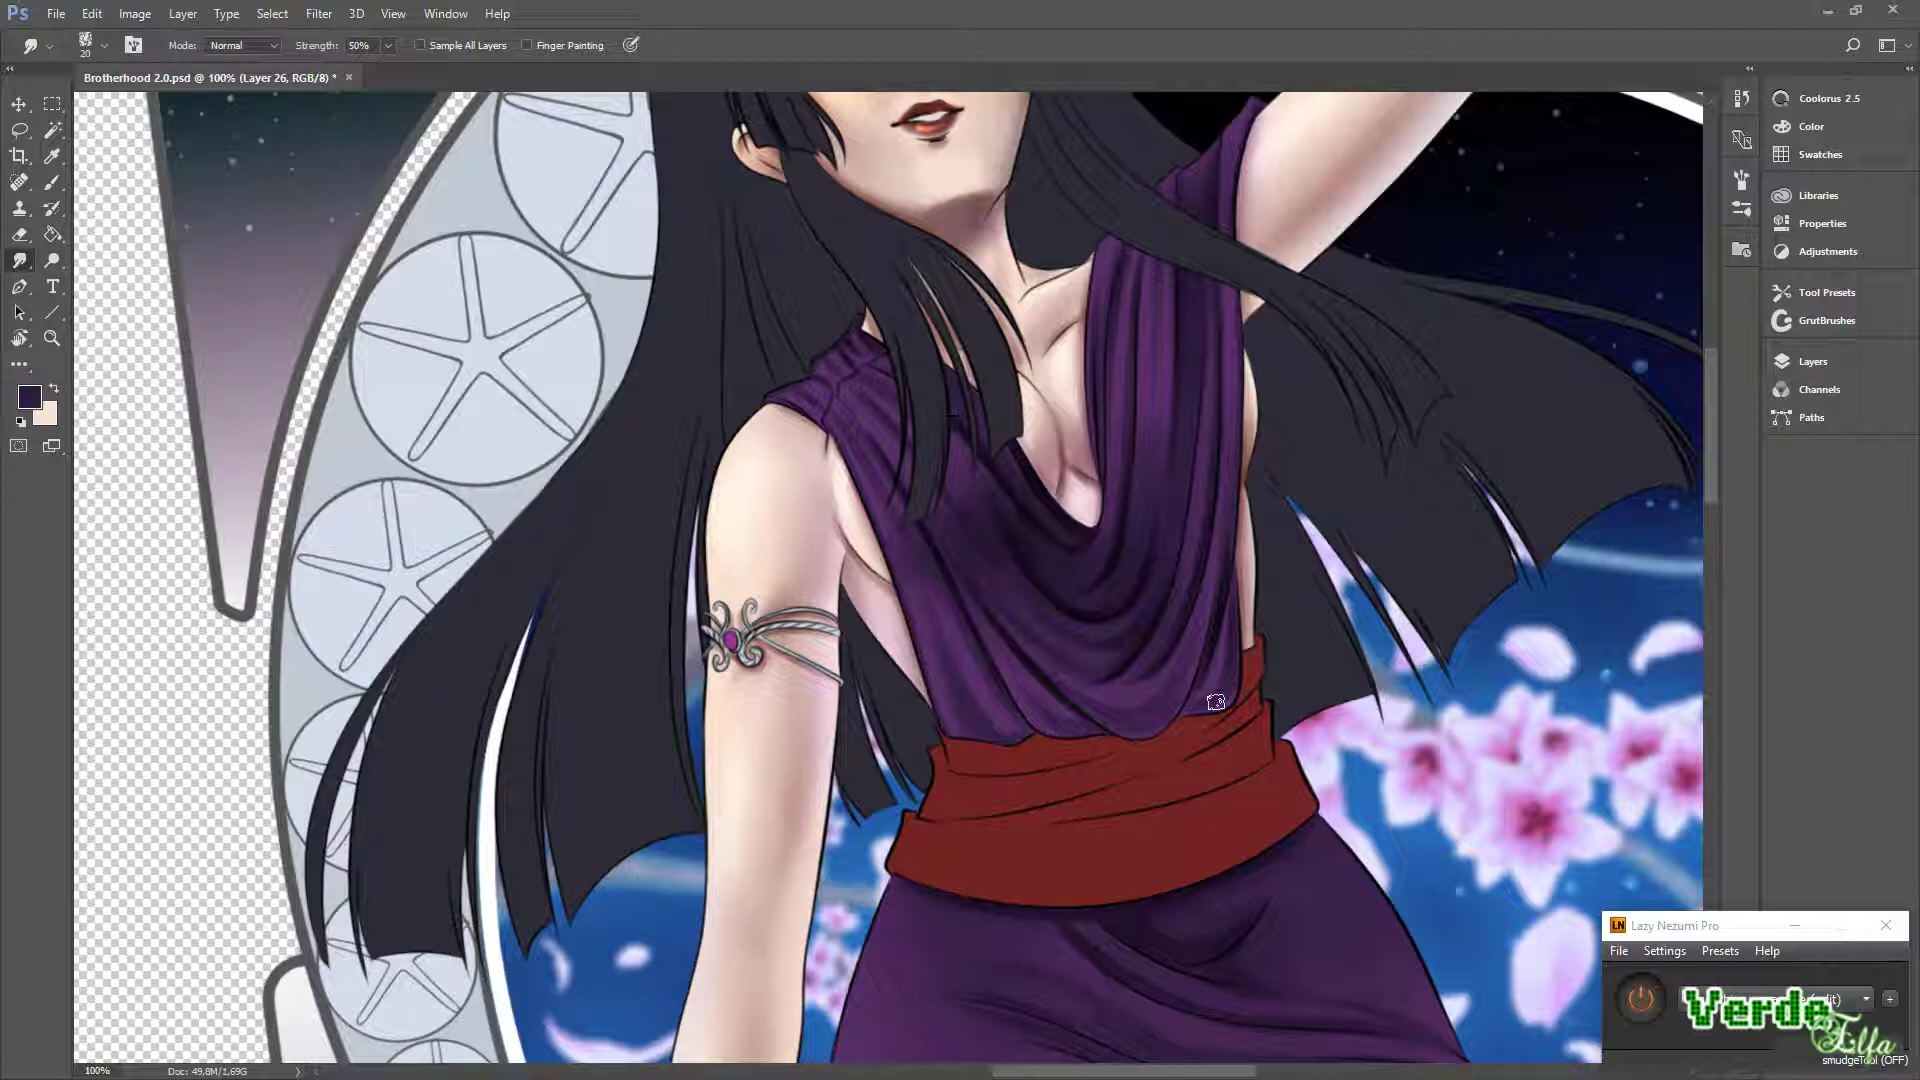 Ps File Edit Image Layer Type Select Filter 3D View Window Help
20 Mode: Normal Strength: 50% Sample All Layers Finger Painting
Brotherhood 2.0.psd @ 100% (Layer 26, RGB/8) *
Coolorus 2.5
Color
Swatches
Libraries
Properties
Adjustments
Tool Presets
GrutBrushes
Layers
Channels
Paths
LN Lazy Nezumi Pro
File Settings Presets Help
Verde
Elfa
smudgeTool (OFF)
100% Doc: 49,8M/1,69G